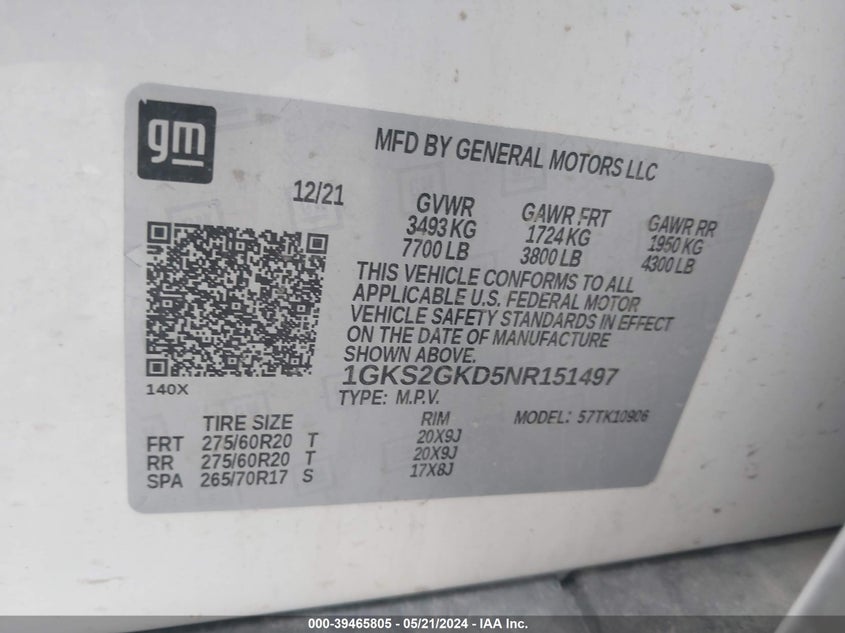 gm
MFD BY GENERAL MOTORS LLC
12/21
GVWR GAWR FRT GAWR RR
3493 KG 1724 KG 1950 KG
7700 LB 3800 LB 4300 LB
THIS VEHICLE CONFORMS TO ALL
APPLICABLE U.S. FEDERAL MOTOR
VEHICLE SAFETY STANDARDS IN EFFECT
ON THE DATE OF MANUFACTURE
SHOWN ABOVE.
1GKS2GKD5NR151497
140X
TYPE: M.P.V. MODEL: 57TK10906
TIRE SIZE RIM
FRT 275/60R20 T 20X9J
RR 275/60R20 T 20X9J
SPA 265/70R17 S 17X8J
000-39465805 - 05/21/2024 - IAA Inc.